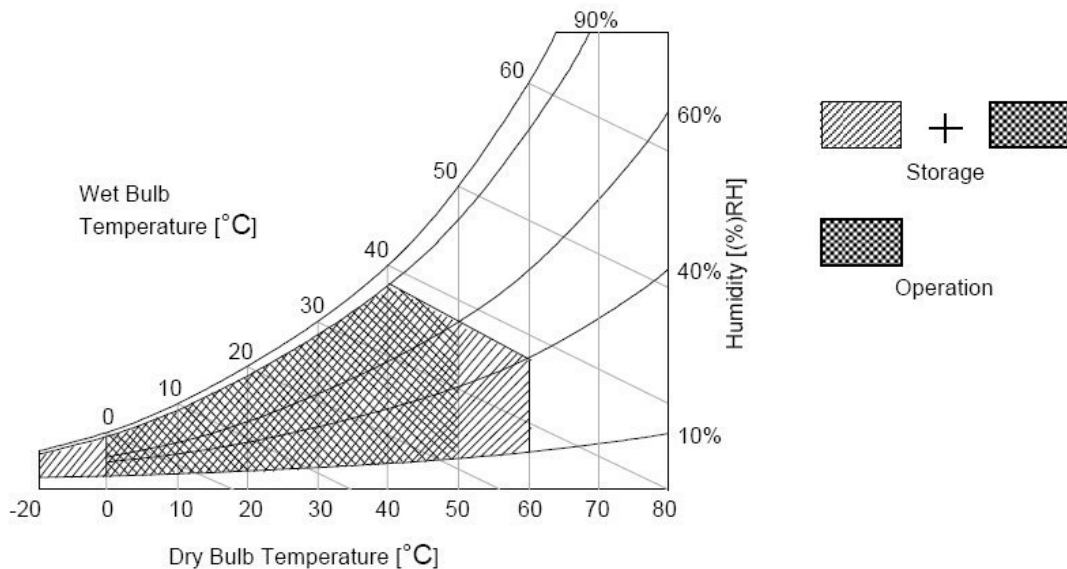 90%
60
60%
50
Wet Bulb
Temperature [°C]
40
40%
30
20
10
0
10%
-20 0 10 20 30 40 50 60 70 80
Dry Bulb Temperature [°C]
Humidity [(%)RH]
+
Storage
Operation